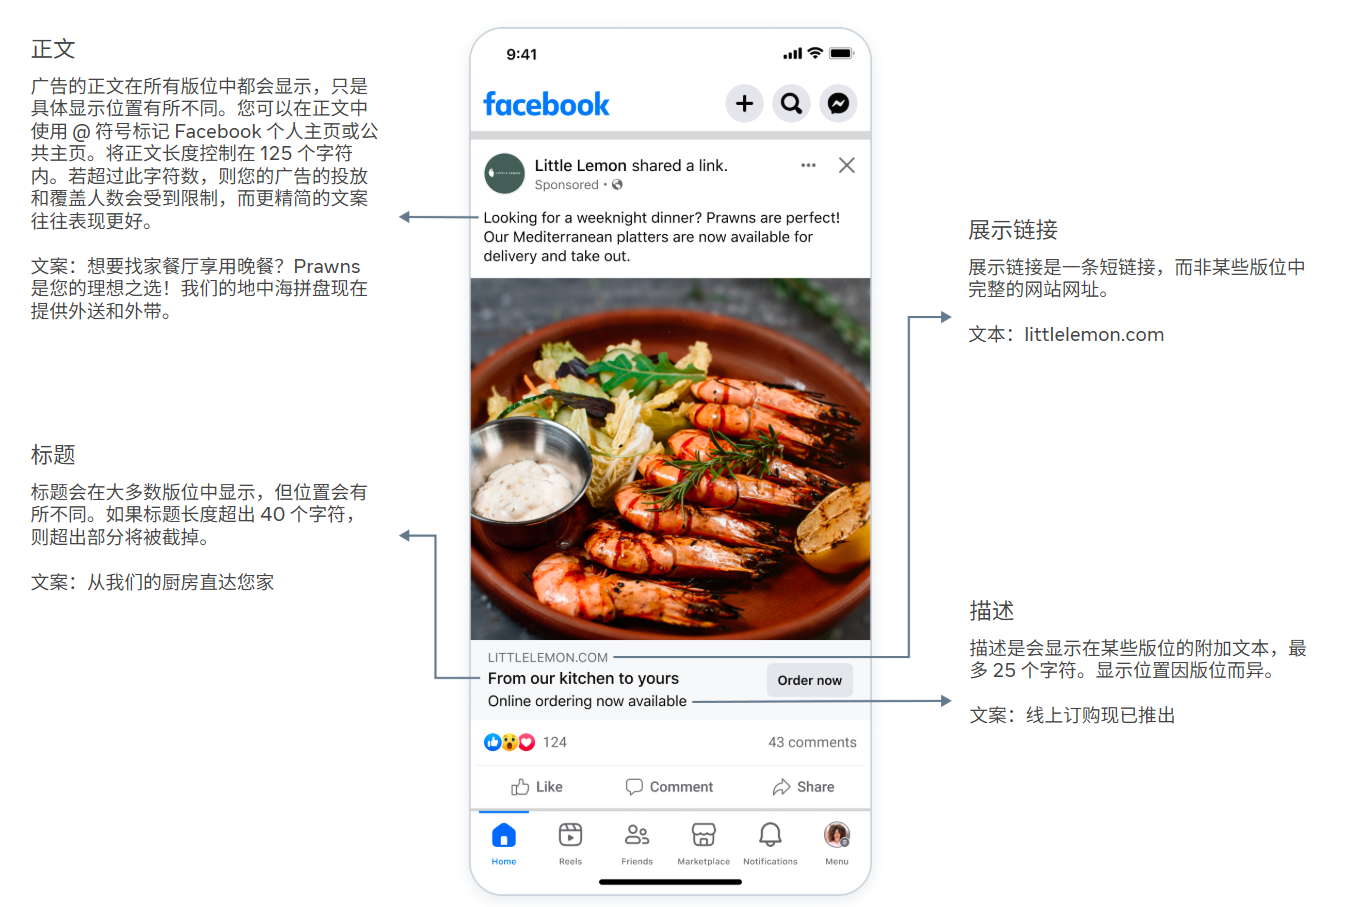 正文
广告的正文在所有版位中都会显示，只是
具体显示位置有所不同。您可以在正文中
使用 @ 符号标记 Facebook 个人主页或公
共主页。将正文长度控制在 125 个字符
内。若超过此字符数，则您的广告的投放
和覆盖人数会受到限制，而更精简的文案
往往表现更好。
文案：想要找家餐厅享用晚餐？Prawns
是您的理想之选！我们的地中海拼盘现在
提供外送和外带。
标题
标题会在大多数版位中显示，但位置会有
所不同。如果标题长度超出 40 个字符，
则超出部分将被截掉。
文案：从我们的厨房直达您家
9:41
facebook
LITTLE LEMON
Little Lemon shared a link.
Sponsored •
Looking for a weeknight dinner? Prawns are perfect!
Our Mediterranean platters are now available for
delivery and take out.
LITTLELEMON.COM
From our kitchen to yours
Online ordering now available
Order now
124
43 comments
Like
Comment
Share
Home
Reels
Friends
Marketplace
Notifications
Menu
展示链接
展示链接是一条短链接，而非某些版位中
完整的网站网址。
文本：littlelemon.com
描述
描述是会显示在某些版位的附加文本，最
多 25 个字符。显示位置因版位而异。
文案：线上订购现已推出